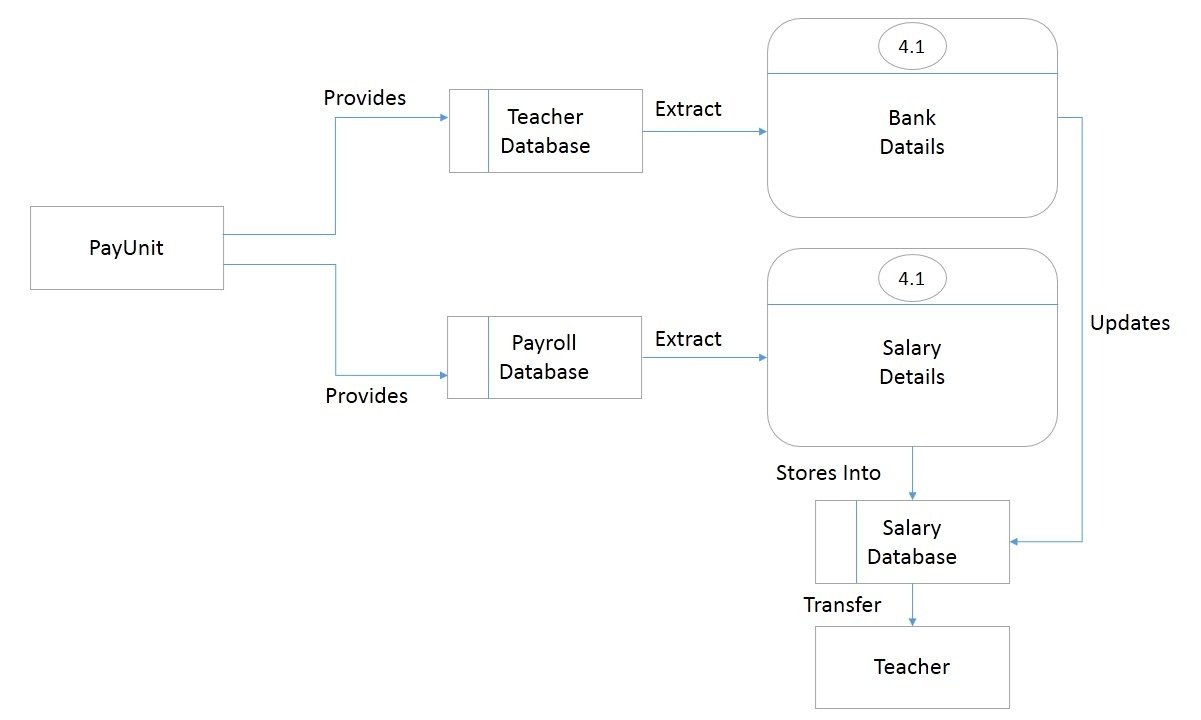 4.1
Provides
Teacher
Database
Extract
Bank
Datails
PayUnit
4.1
Provides
Payroll
Database
Extract
Salary
Details
Updates
Stores Into
Salary
Database
Transfer
Teacher